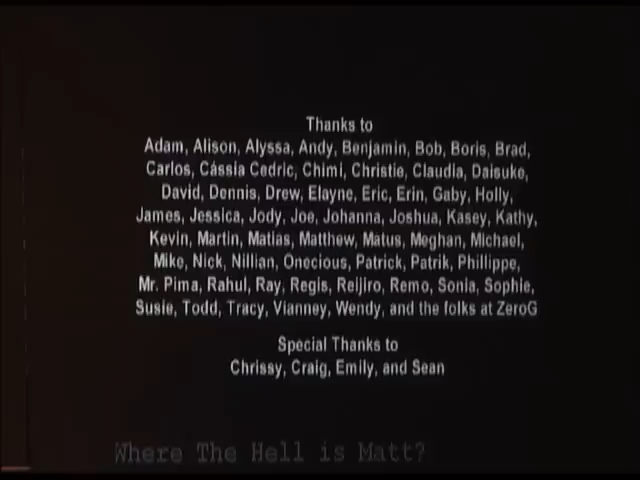 Thanks to
Adam, Alison, Alyssa, Andy, Benjamin, Bob, Boris, Brad,
Carlos, Cássia Cedric, Chimi, Christie, Claudia, Daisuke,
David, Dennis, Drew, Elayne, Eric, Erin, Gaby, Holly,
James, Jessica, Jody, Joe, Johanna, Joshua, Kasey, Kathy,
Kevin, Martin, Matias, Matthew, Matus, Meghan, Michael,
Mike, Nick, Nillian, Onecious, Patrick, Patrik, Phillippe,
Mr. Pima, Rahul, Ray, Regis, Reijiro, Remo, Sonia, Sophie,
Susie, Todd, Tracy, Vianney, Wendy, and the folks at ZeroG
Special Thanks to
Chrissy, Craig, Emily, and Sean
Where The Hell is Matt?